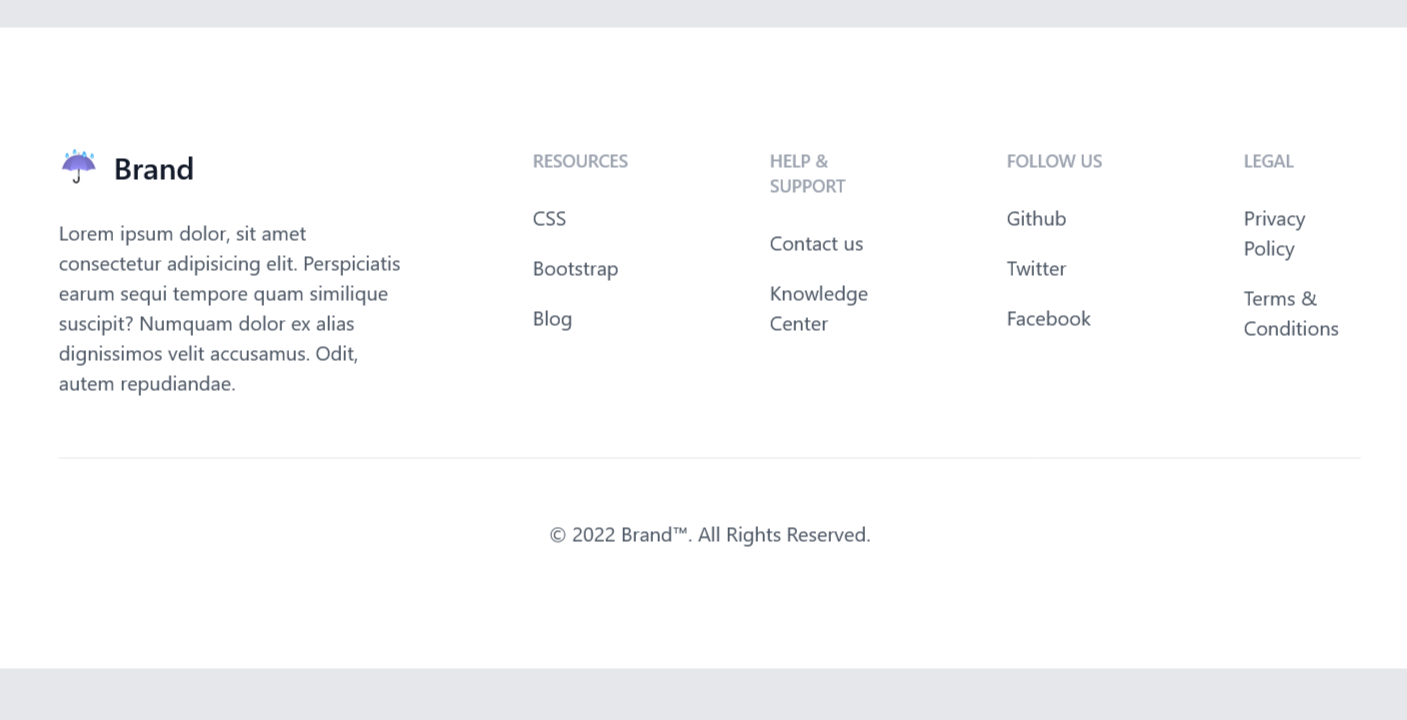 Brand
Lorem ipsum dolor, sit amet
consectetur adipisicing elit. Perspiciatis
earum sequi tempore quam similique
suscipit? Numquam dolor ex alias
dignissimos velit accusamus. Odit,
autem repudiandae.
RESOURCES
CSS
Bootstrap
Blog
HELP &
SUPPORT
Contact us
Knowledge
Center
FOLLOW US
Github
Twitter
Facebook
LEGAL
Privacy
Policy
Terms &
Conditions
© 2022 Brand™. All Rights Reserved.